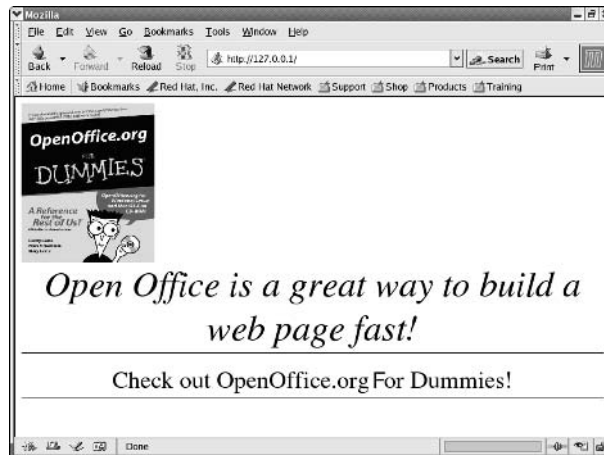 Mozilla
File Edit View Go Bookmarks Tools Window Help
Back Forward Reload Stop http://127.0.0.1/ Search Print
Home Bookmarks Red Hat, Inc. Red Hat Network Support Shop Products Training
OpenOffice.org
FOR
DUMMIES
A Reference
for the
Rest of Us!
Open Office is a great way to build a
web page fast!
Check out OpenOffice.org For Dummies!
Done